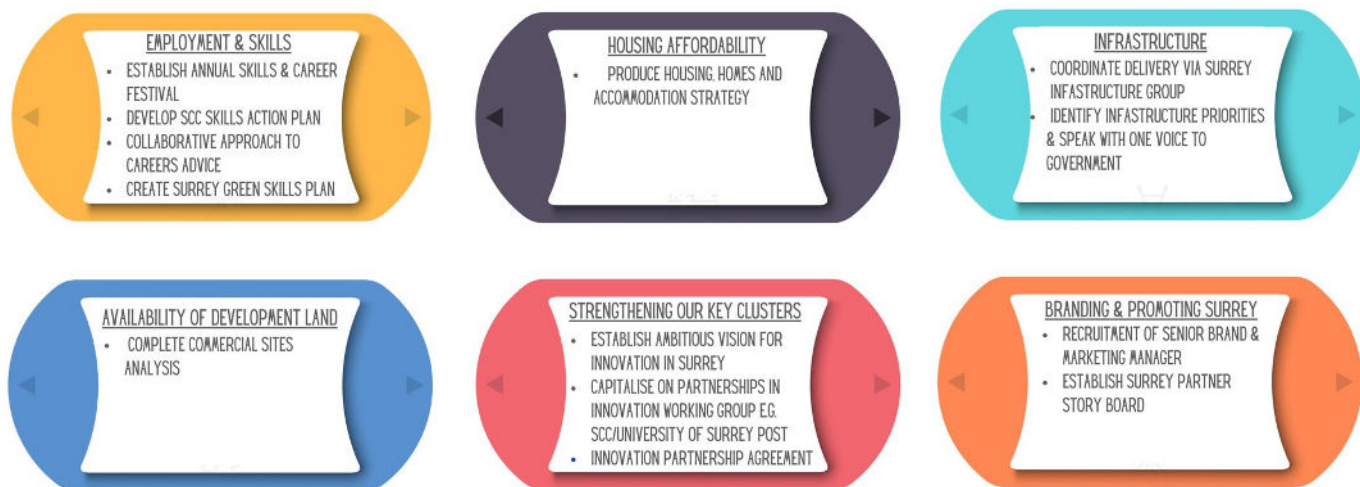 EMPLOYMENT & SKILLS
• ESTABLISH ANNUAL SKILLS & CAREER
FESTIVAL
• DEVELOP SCC SKILLS ACTION PLAN
• COLLABORATIVE APPROACH TO
CAREERS ADVICE
• CREATE SURREY GREEN SKILLS PLAN
HOUSING AFFORDABILITY
• PRODUCE HOUSING, HOMES AND
ACCOMMODATION STRATEGY
INFRASTRUCTURE
• COORDINATE DELIVERY VIA SURREY
INFASTRUCTURE GROUP
• IDENTIFY INFASTRUCTURE PRIORITIES
& SPEAK WITH ONE VOICE TO
GOVERNMENT
AVAILABILITY OF DEVELOPMENT LAND
• COMPLETE COMMERCIAL SITES
ANALYSIS
STRENGTHENING OUR KEY CLUSTERS
• ESTABLISH AMBITIOUS VISION FOR
INNOVATION IN SURREY
• CAPITALISE ON PARTNERSHIPS IN
INNOVATION WORKING GROUP E.G.
SCC/UNIVERSITY OF SURREY POST
• INNOVATION PARTNERSHIP AGREEMENT
BRANDING & PROMOTING SURREY
• RECRUITMENT OF SENIOR BRAND &
MARKETING MANAGER
• ESTABLISH SURREY PARTNER
STORY BOARD